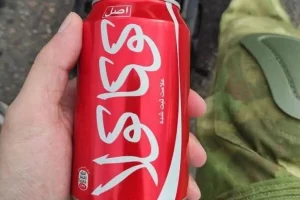 اصل
کوکاکولا
علامت ثبت شده